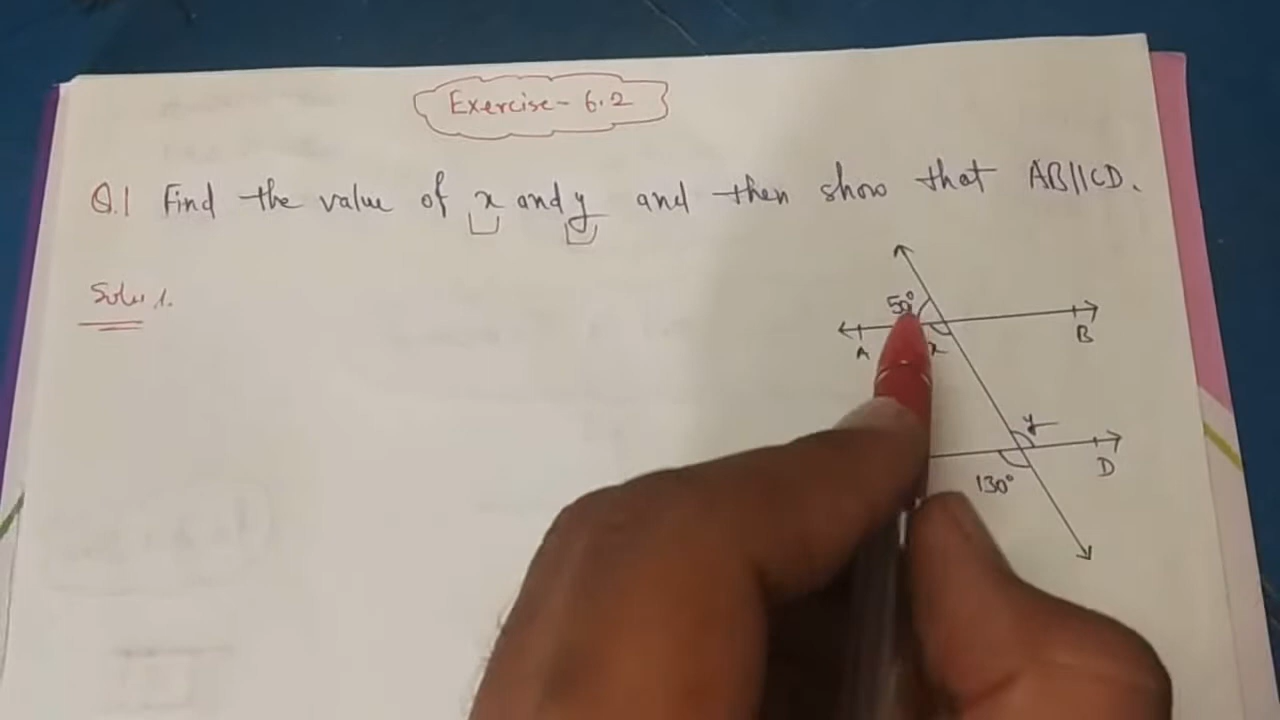 Exercise- 6.2
Q.1 Find the value of x and y and then show that AB||CD.
Soln 1.
50°
A
x
B
y
D
130°